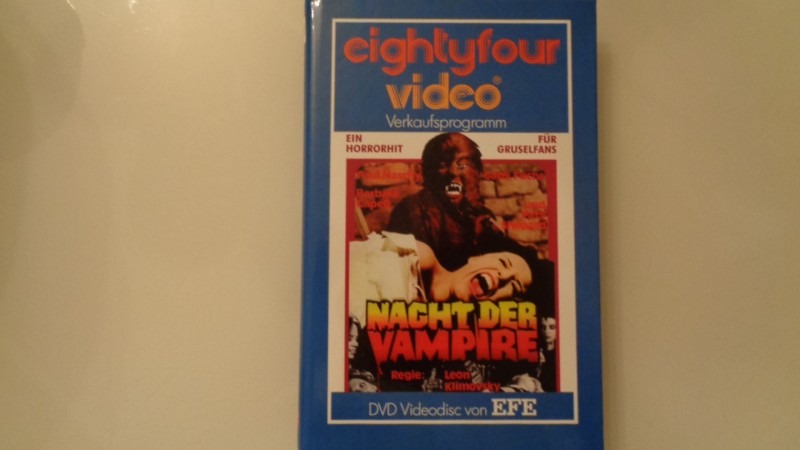 eightyfour
video®
Verkaufsprogramm
EIN HORRORHIT
FÜR GRUSELFANS
NACHT DER
VAMPIRE
Regie: Leon
Klimovsky
DVD Videodisc von EFE